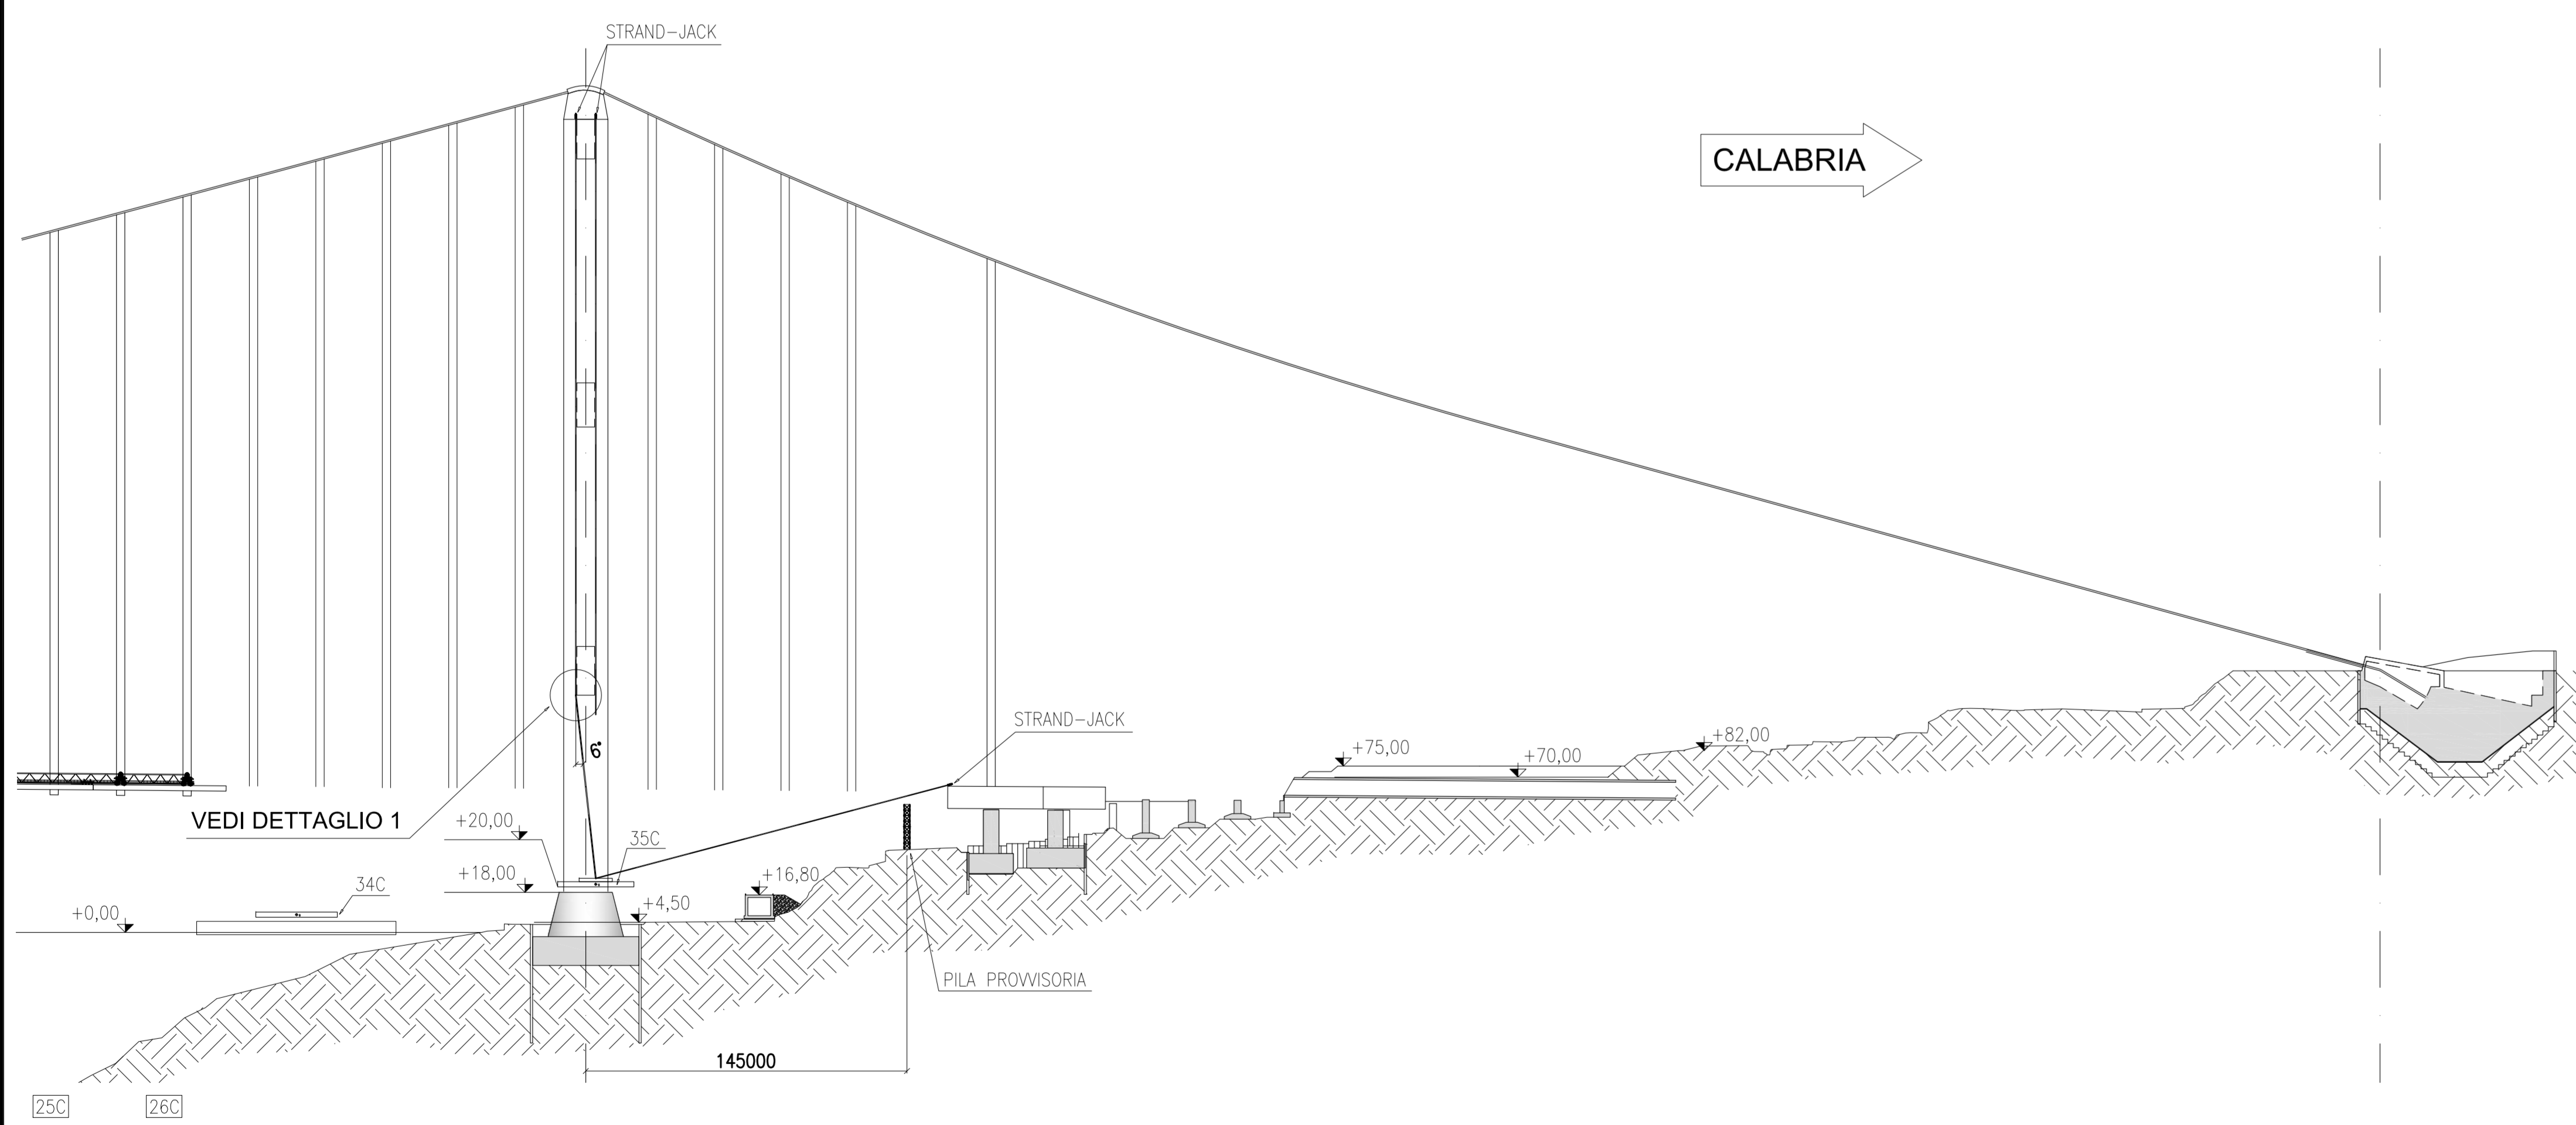 STRAND-JACK
CALABRIA
6°
STRAND-JACK
+75,00
+70,00
+82,00
VEDI DETTAGLIO 1
+20,00
35C
+18,00
+16,80
34C
+0,00
+4,50
PILA PROVVISORIA
145000
25C
26C